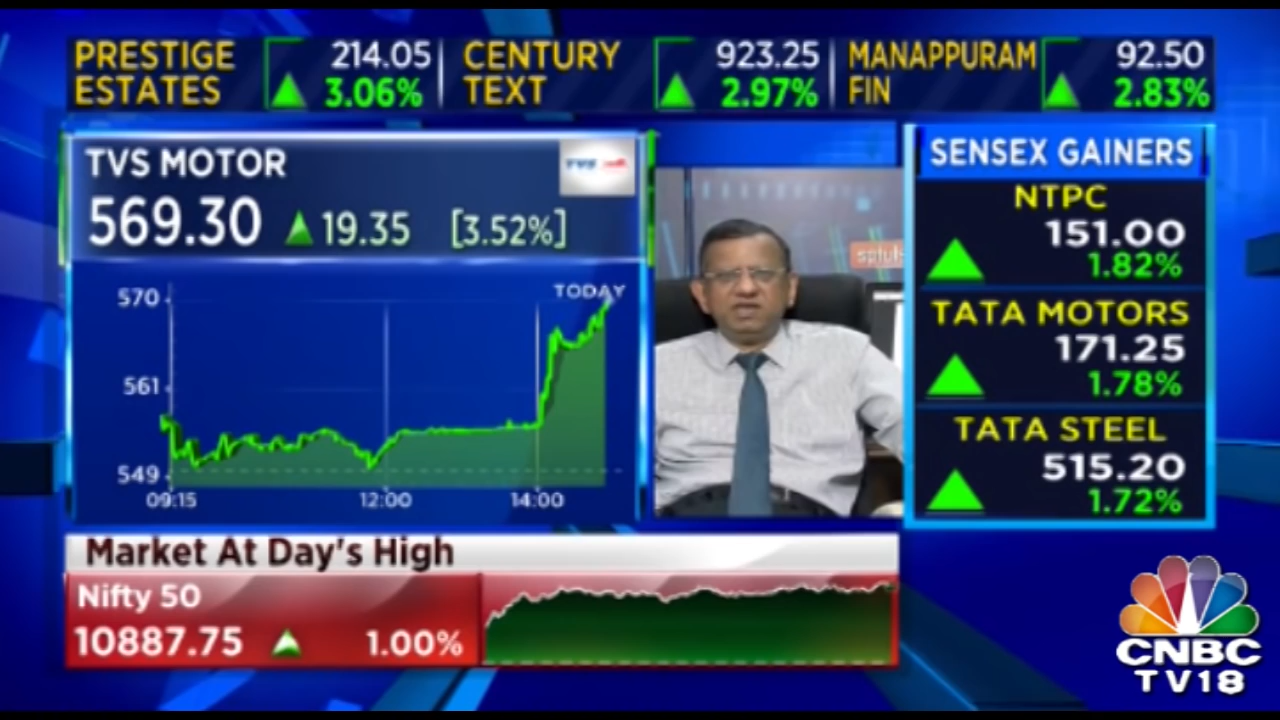 PRESTIGE ESTATES
214.05
3.06%
CENTURY TEXT
923.25
2.97%
MANAPPURAM FIN
92.50
2.83%
TVS MOTOR
569.30 19.35 [3.52%]
TVS
TODAY
570
561
549
09:15 12:00 14:00
SENSEX GAINERS
NTPC
151.00
1.82%
TATA MOTORS
171.25
1.78%
TATA STEEL
515.20
1.72%
Market At Day's High
Nifty 50
10887.75 1.00%
CNBC
TV18